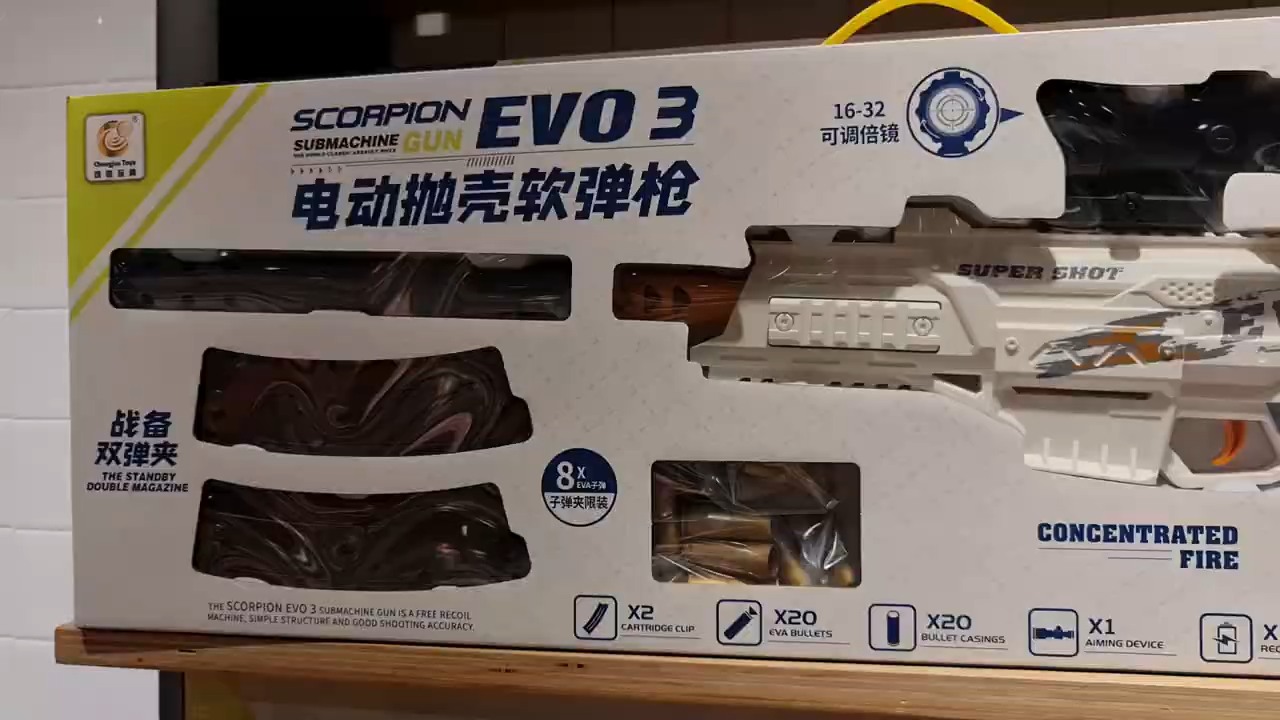 SCORPION EVO 3
SUBMACHINE GUN
电动抛壳软弹枪
16-32
可调倍镜
Chengjia Toys
SUPER SHOT
战备
双弹夹
THE STANDBY
DOUBLE MAGAZINE
8X
EVA子弹
子弹夹限装
CONCENTRATED
FIRE
THE SCORPION EVO 3 SUBMACHINE GUN IS A FREE RECOIL
MACHINE, SIMPLE STRUCTURE AND GOOD SHOOTING ACCURACY.
X2
CARTRIDGE CLIP
X20
EVA BULLETS
X20
BULLET CASINGS
X1
AIMING DEVICE
X
REC